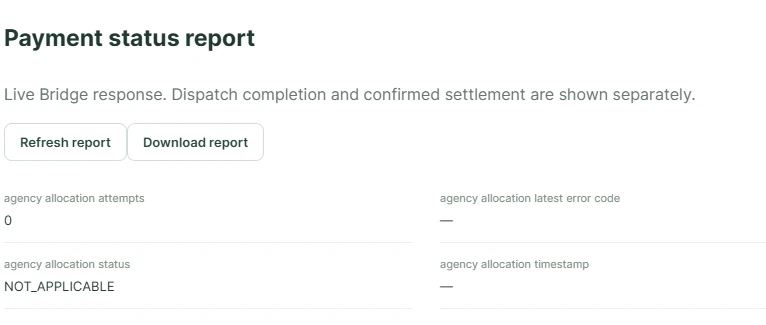 Payment status report
Live Bridge response. Dispatch completion and confirmed settlement are shown separately.
Refresh report Download report
agency allocation attempts agency allocation latest error code
0 —
agency allocation status agency allocation timestamp
NOT_APPLICABLE —